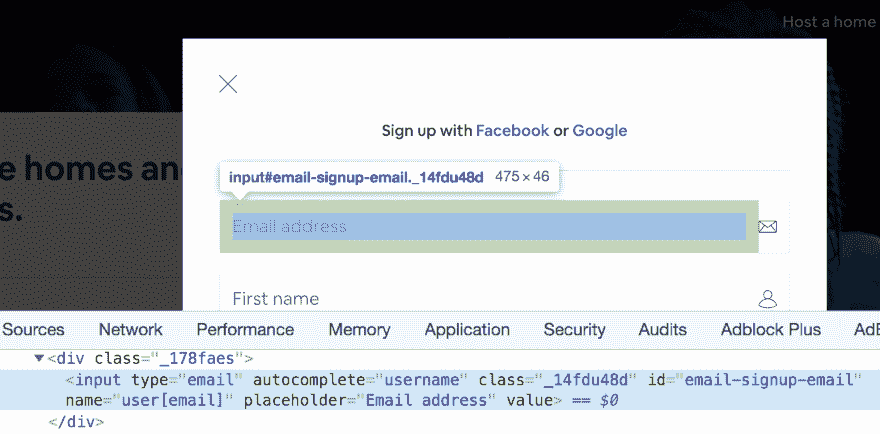 Host a home
Sign up with Facebook or Google
e homes and
s.
input#email-signup-email._14fdu48d 475 × 46
Email address
First name
Sources Network Performance Memory Application Security Audits Adblock Plus AdB
▼<div class="_178faes">
<input type="email" autocomplete="username" class="_14fdu48d" id="email-signup-email"
name="user[email]" placeholder="Email address" value> == $0
</div>